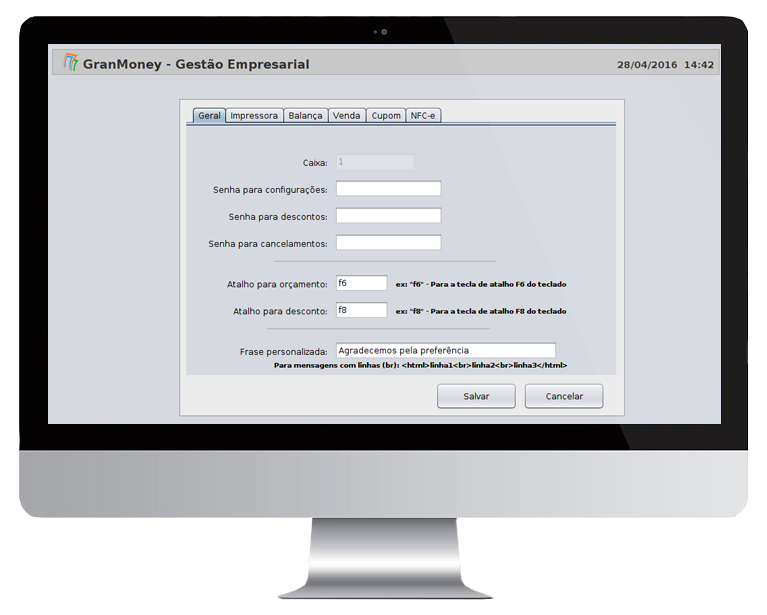 GranMoney - Gestão Empresarial 28/04/2016 14:42
Geral Impressora Balança Venda Cupom NFC-e
Caixa: 1
Senha para configurações:
Senha para descontos:
Senha para cancelamentos:
Atalho para orçamento: f6 ex: "f6" - Para a tecla de atalho F6 do teclado
Atalho para desconto: f8 ex: "f8" - Para a tecla de atalho F8 do teclado
Frase personalizada: Agradecemos pela preferência
Para mensagens com linhas (br): <html>linha1<br>linha2<br>linha3</html>
Salvar Cancelar